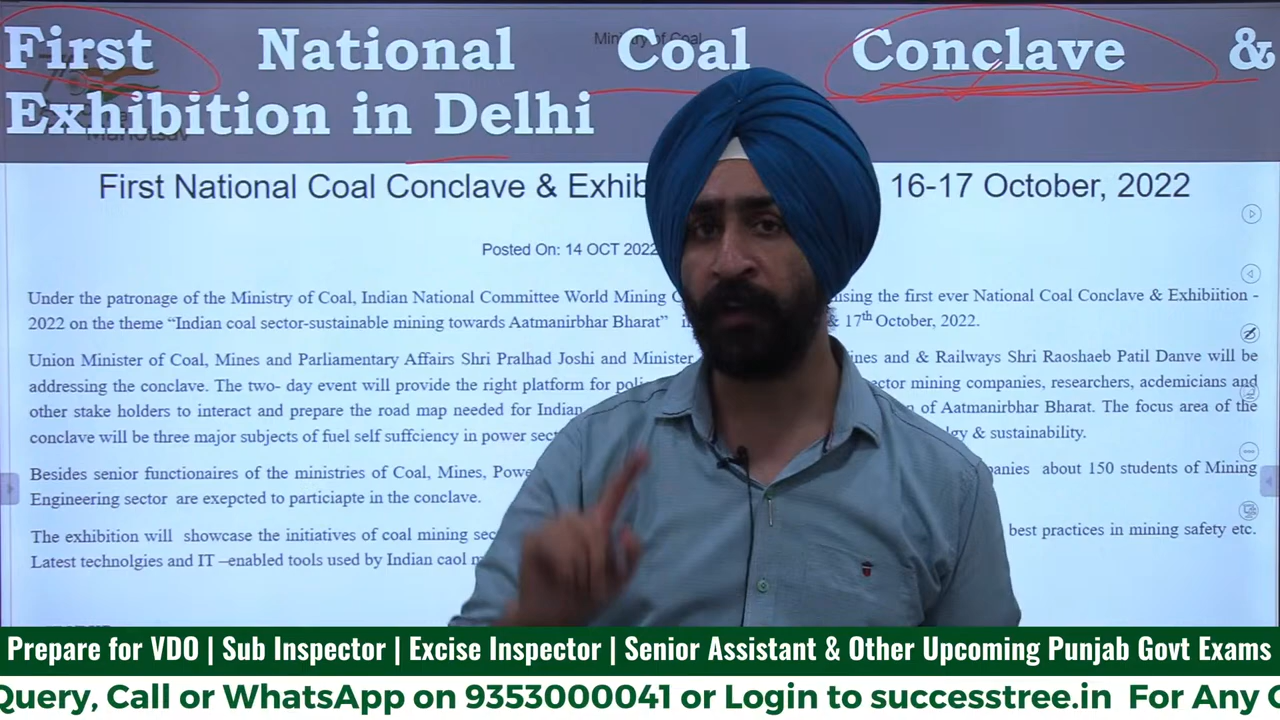 Ministry of Coal
First National Coal Conclave &
Exhibition in Delhi
First National Coal Conclave & Exhib 16-17 October, 2022
Posted On: 14 OCT 2022
Under the patronage of the Ministry of Coal, Indian National Committee World Mining C ising the first ever National Coal Conclave & Exhibiition -
2022 on the theme “Indian coal sector-sustainable mining towards Aatmanirbhar Bharat” i & 17th October, 2022.
Union Minister of Coal, Mines and Parliamentary Affairs Shri Pralhad Joshi and Minister ines and & Railways Shri Raoshaeb Patil Danve will be
addressing the conclave. The two- day event will provide the right platform for poli ector mining companies, researchers, acdemicians and
other stake holders to interact and prepare the road map needed for Indian of Aatmanirbhar Bharat. The focus area of the
conclave will be three major subjects of fuel self suffciency in power sec gy & sustainability.
Besides senior functionaires of the ministries of Coal, Mines, Powe panies about 150 students of Mining
Engineering sector are exepcted to particiapte in the conclave.
The exhibition will showcase the initiatives of coal mining sec best practices in mining safety etc.
Latest technolgies and IT –enabled tools used by Indian caol m
Prepare for VDO | Sub Inspector | Excise Inspector | Senior Assistant & Other Upcoming Punjab Govt Exams
Query, Call or WhatsApp on 9353000041 or Login to successtree.in For Any